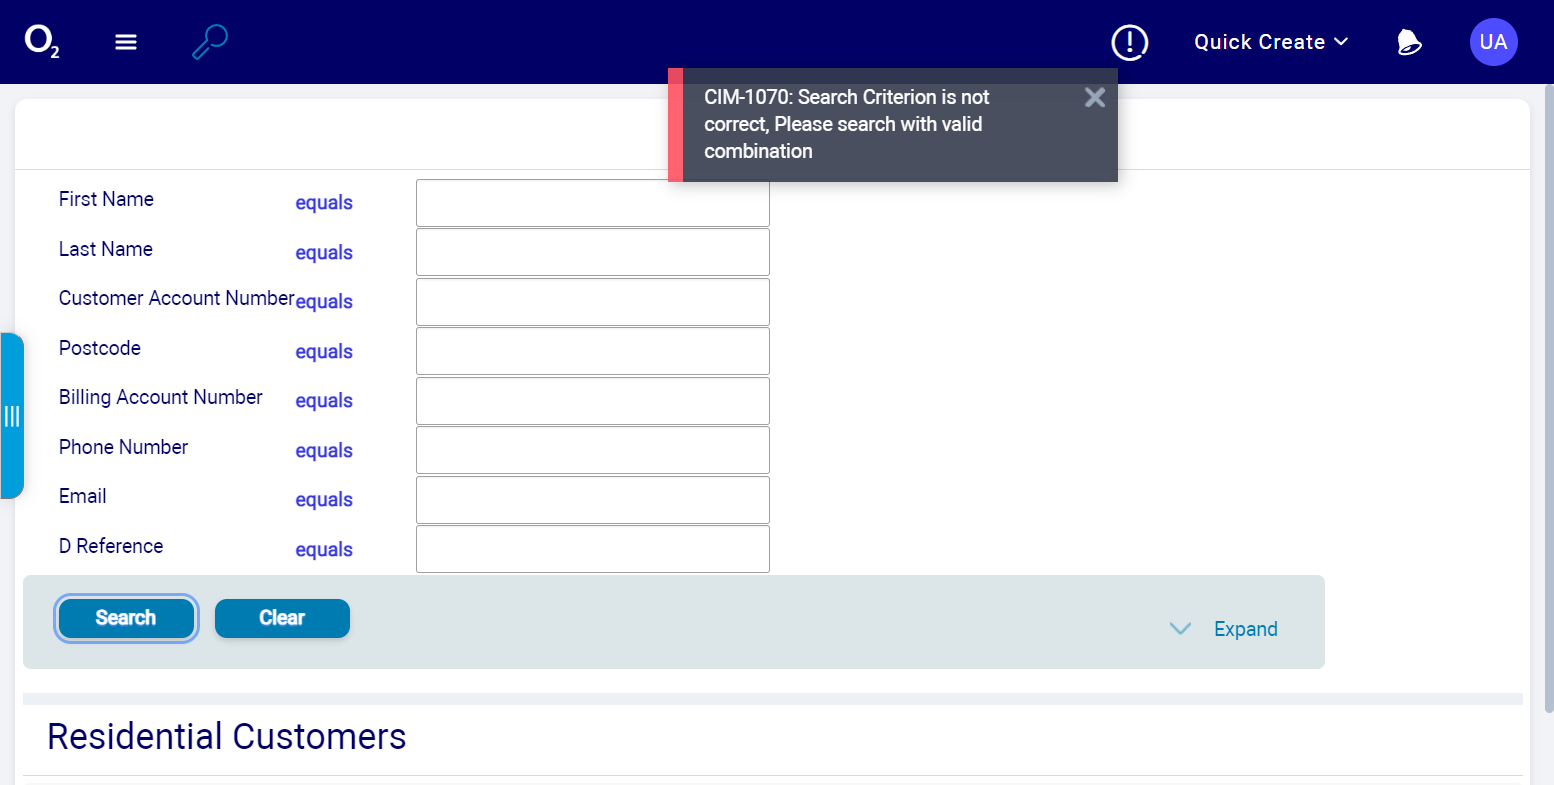 O2
Quick Create
UA
CIM-1070: Search Criterion is not
correct, Please search with valid
combination
First Name equals
Last Name equals
Customer Account Number equals
Postcode equals
Billing Account Number equals
Phone Number equals
Email equals
D Reference equals
Search Clear
Expand
Residential Customers